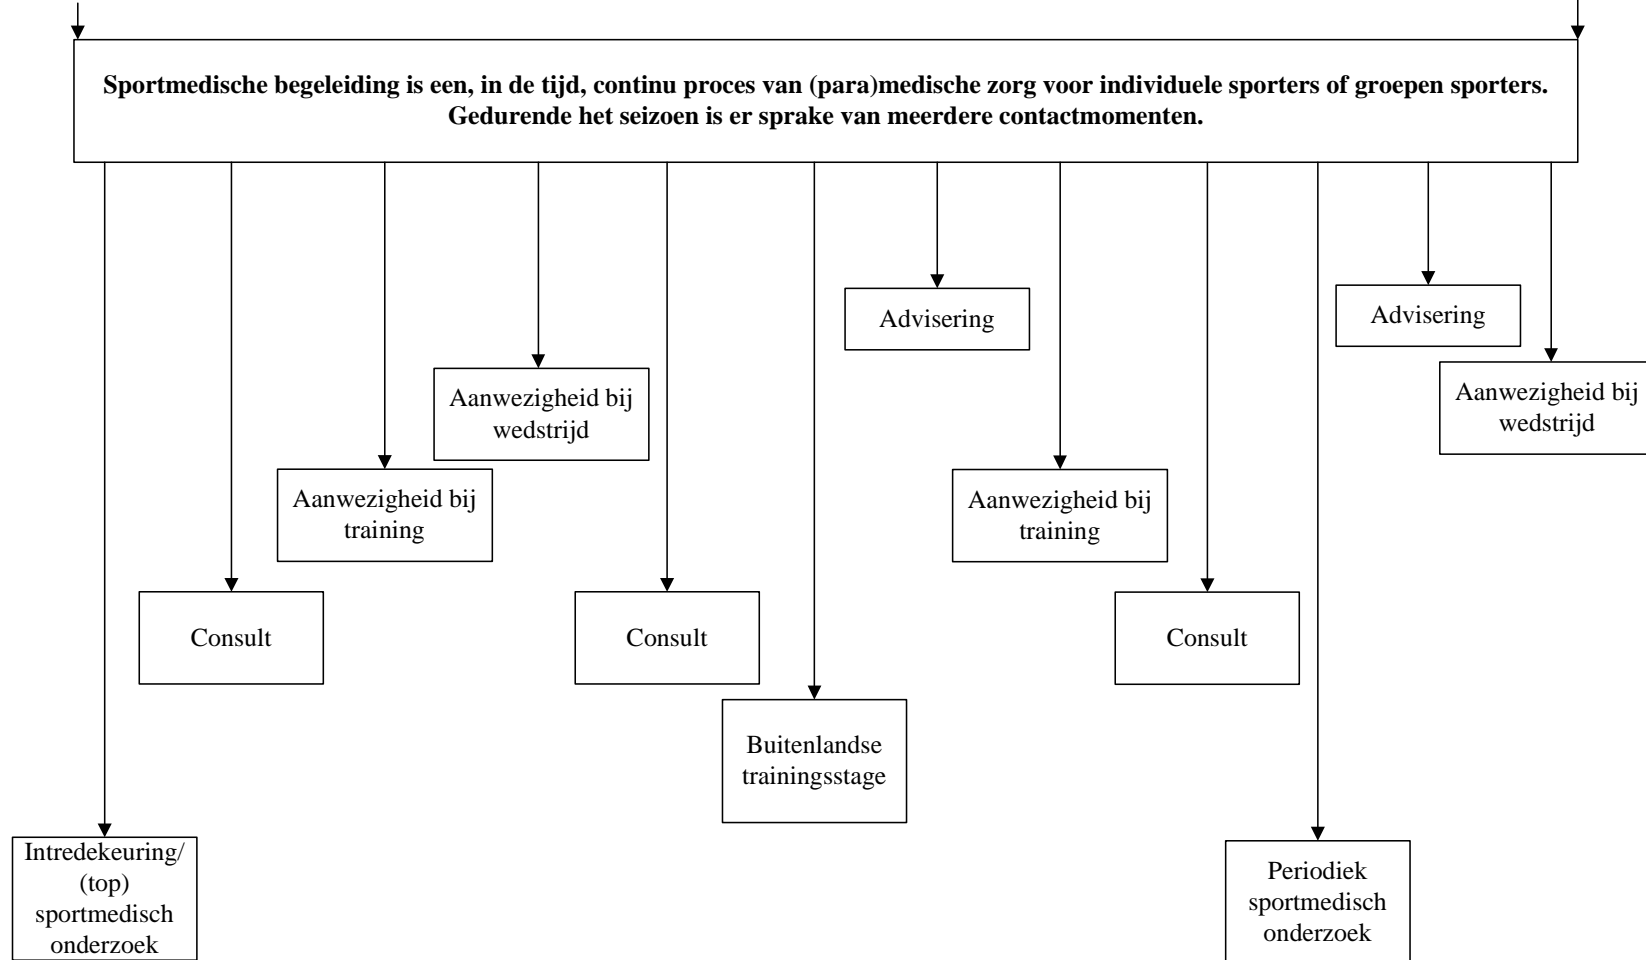 Sportmedische begeleiding is een, in de tijd, continu proces van (para)medische zorg voor individuele sporters of groepen sporters.
Gedurende het seizoen is er sprake van meerdere contactmomenten.
Advisering
Advisering
Aanwezigheid bij
wedstrijd
Aanwezigheid bij
wedstrijd
Aanwezigheid bij
training
Aanwezigheid bij
training
Consult
Consult
Consult
Buitenlandse
trainingsstage
Intredekeuring/
(top)
sportmedisch
onderzoek
Periodiek
sportmedisch
onderzoek